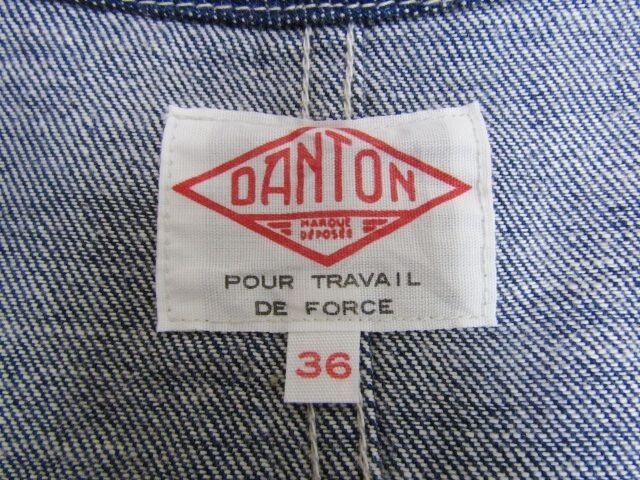 DANTON
MARQUE
DÉPOSÉE
POUR TRAVAIL
DE FORCE
36